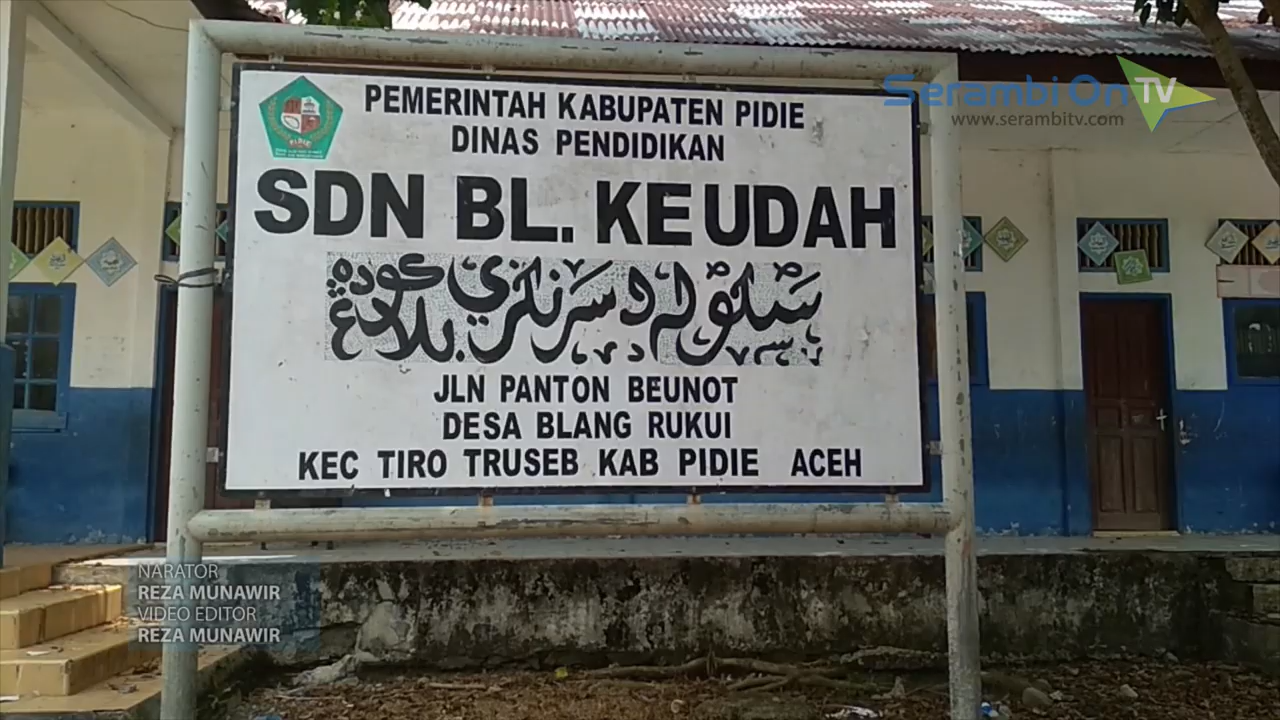 PEMERINTAH KABUPATEN PIDIE
DINAS PENDIDIKAN
SDN BL. KEUDAH
JLN PANTON BEUNOT
DESA BLANG RUKUI
KEC TIRO TRUSEB KAB PIDIE ACEH
Serambi On TV
www.serambitv.com
NARATOR
REZA MUNAWIR
VIDEO EDITOR
REZA MUNAWIR